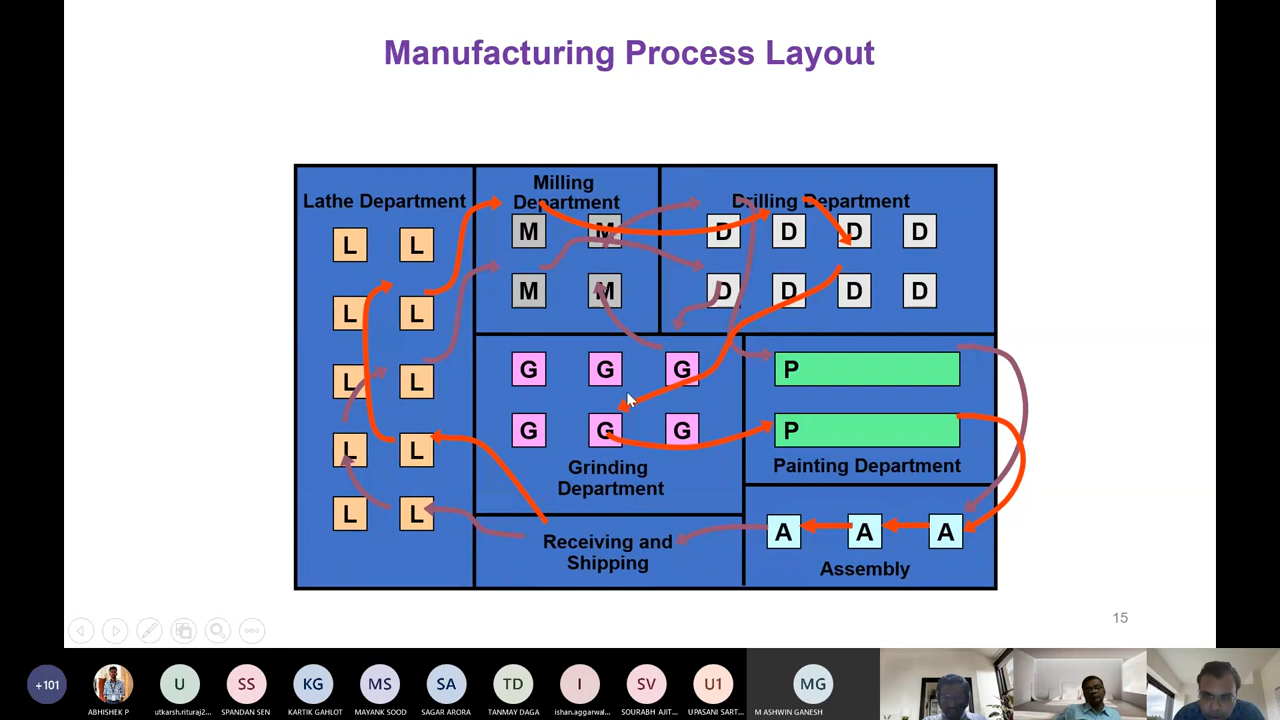 Manufacturing Process Layout
Lathe Department
Milling
Department
Drilling Department
L L
M M
D D D D
L L
M M
D D D D
L L
G G G
P
L L
G G G
P
Grinding
Department
Painting Department
L L
Receiving and
Shipping
A A A
Assembly
15
+101
U
SS
KG
MS
SA
TD
I
SV
U1
MG
ABHISHEK P
utkarsh.rituraj2...
SPANDAN SEN
KARTIK GAHLOT
MAYANK SOOD
SAGAR ARORA
TANMAY DAGA
ishan.aggarwal...
SOURABH AJIT...
UPASANI SART...
M ASHWIN GANESH